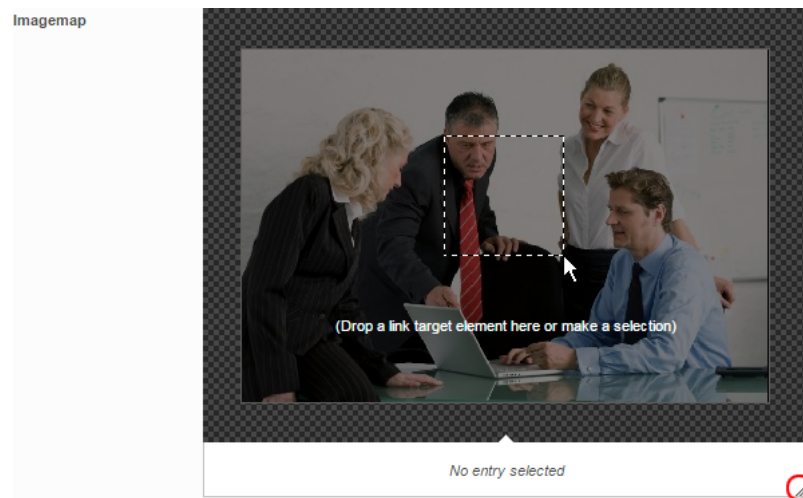 Imagemap
(Drop a link target element here or make a selection)
No entry selected